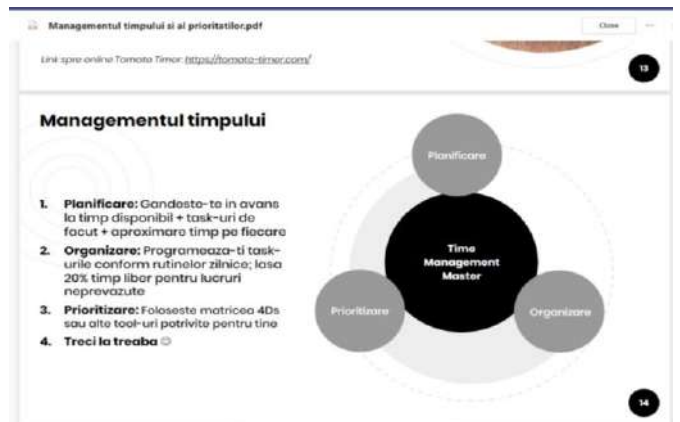 Managementul timpului si al prioritatilor.pdf
Close
Link spre online Tomato Timer: https://tomato-timer.com/
13
Managementul timpului
1. Planificare: Gandeste-te in avans
la timp disponibil + task-uri de
facut + aproximare timp pe fiecare
2. Organizare: Programeaza-ti task-
urile conform rutinelor zilnice; lasa
20% timp liber pentru lucruri
neprevazute
3. Prioritizare: Foloseste matricea 4Ds
sau alte tool-uri potrivite pentru tine
4. Treci la treaba ☺
Planificare
Time
Management
Master
Prioritizare
Organizare
14